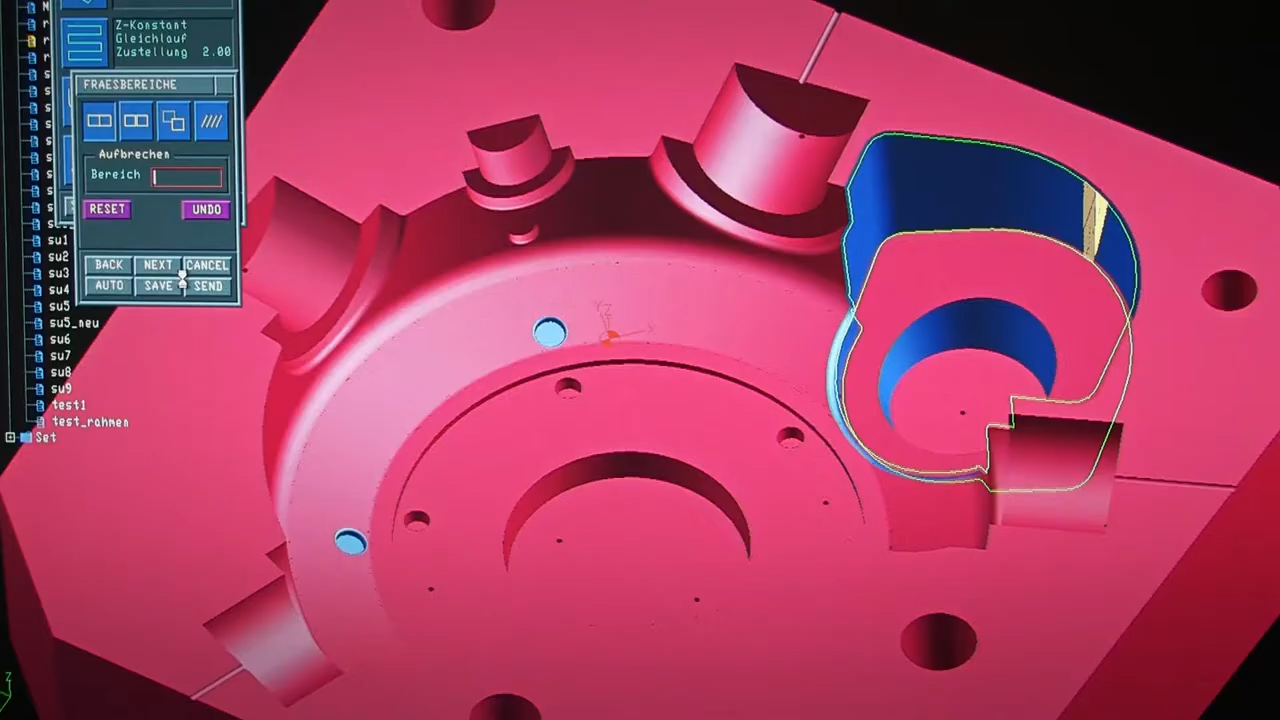 Z-Konstant
Gleichlauf
Zustellung 2.00
FRAESBEREICHE
Aufbrechen
Bereich
RESET UNDO
BACK NEXT CANCEL
AUTO SAVE SEND
su1
su2
su3
su4
su5
su5_neu
su6
su7
su8
su9
test1
test_rahmen
Set
X
Z